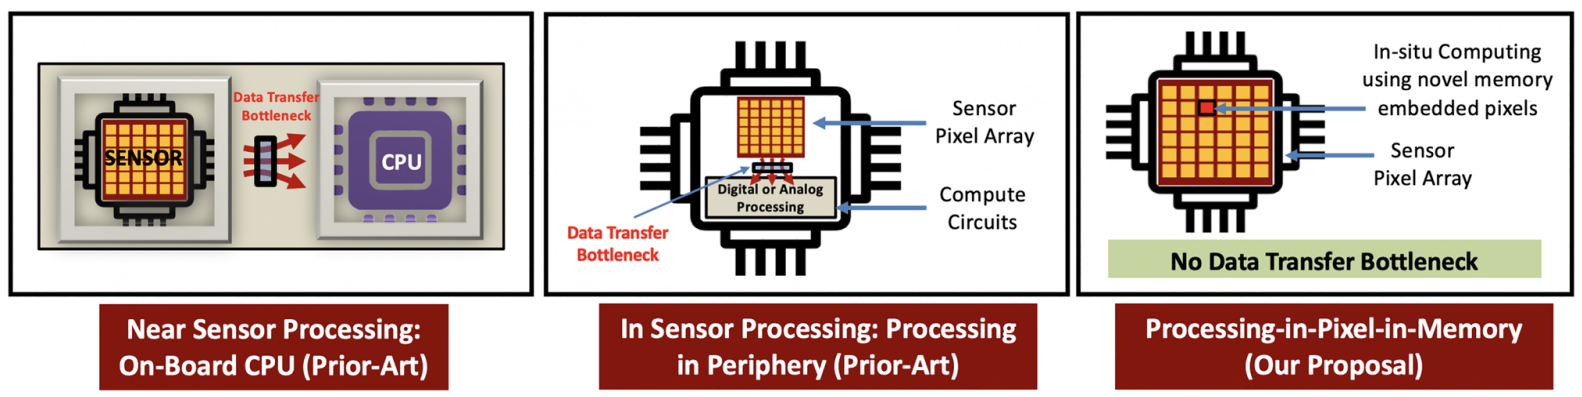 Data Transfer
Bottleneck
SENSOR
CPU
Near Sensor Processing:
On-Board CPU (Prior-Art)
Sensor
Pixel Array
Digital or Analog
Processing
Compute
Circuits
Data Transfer
Bottleneck
In Sensor Processing: Processing
in Periphery (Prior-Art)
In-situ Computing
using novel memory
embedded pixels
Sensor
Pixel Array
No Data Transfer Bottleneck
Processing-in-Pixel-in-Memory
(Our Proposal)